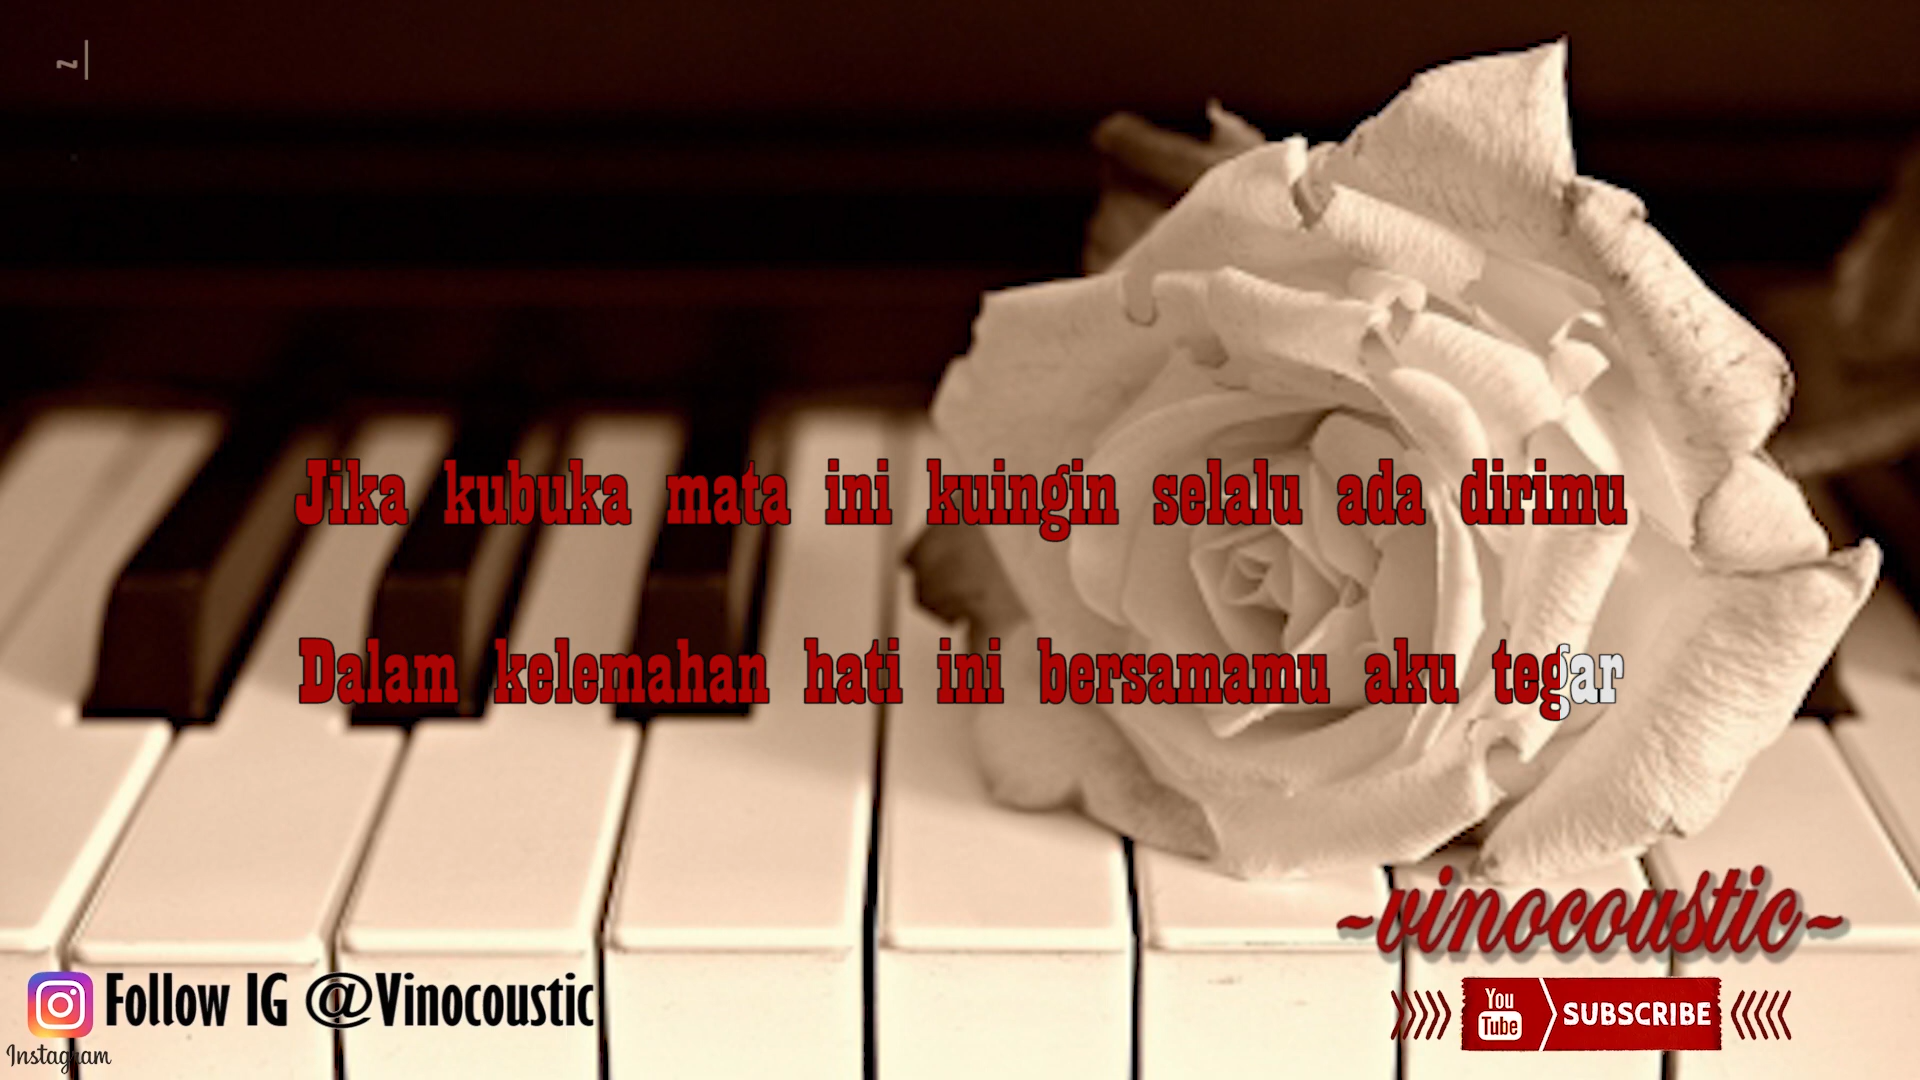 ~|
Jika kubuka mata ini kuingin selalu ada dirimu
Dalam kelemahan hati ini bersamamu aku tegar
~vinocoustic~
Follow IG @Vinocoustic
You Tube SUBSCRIBE
Instagram